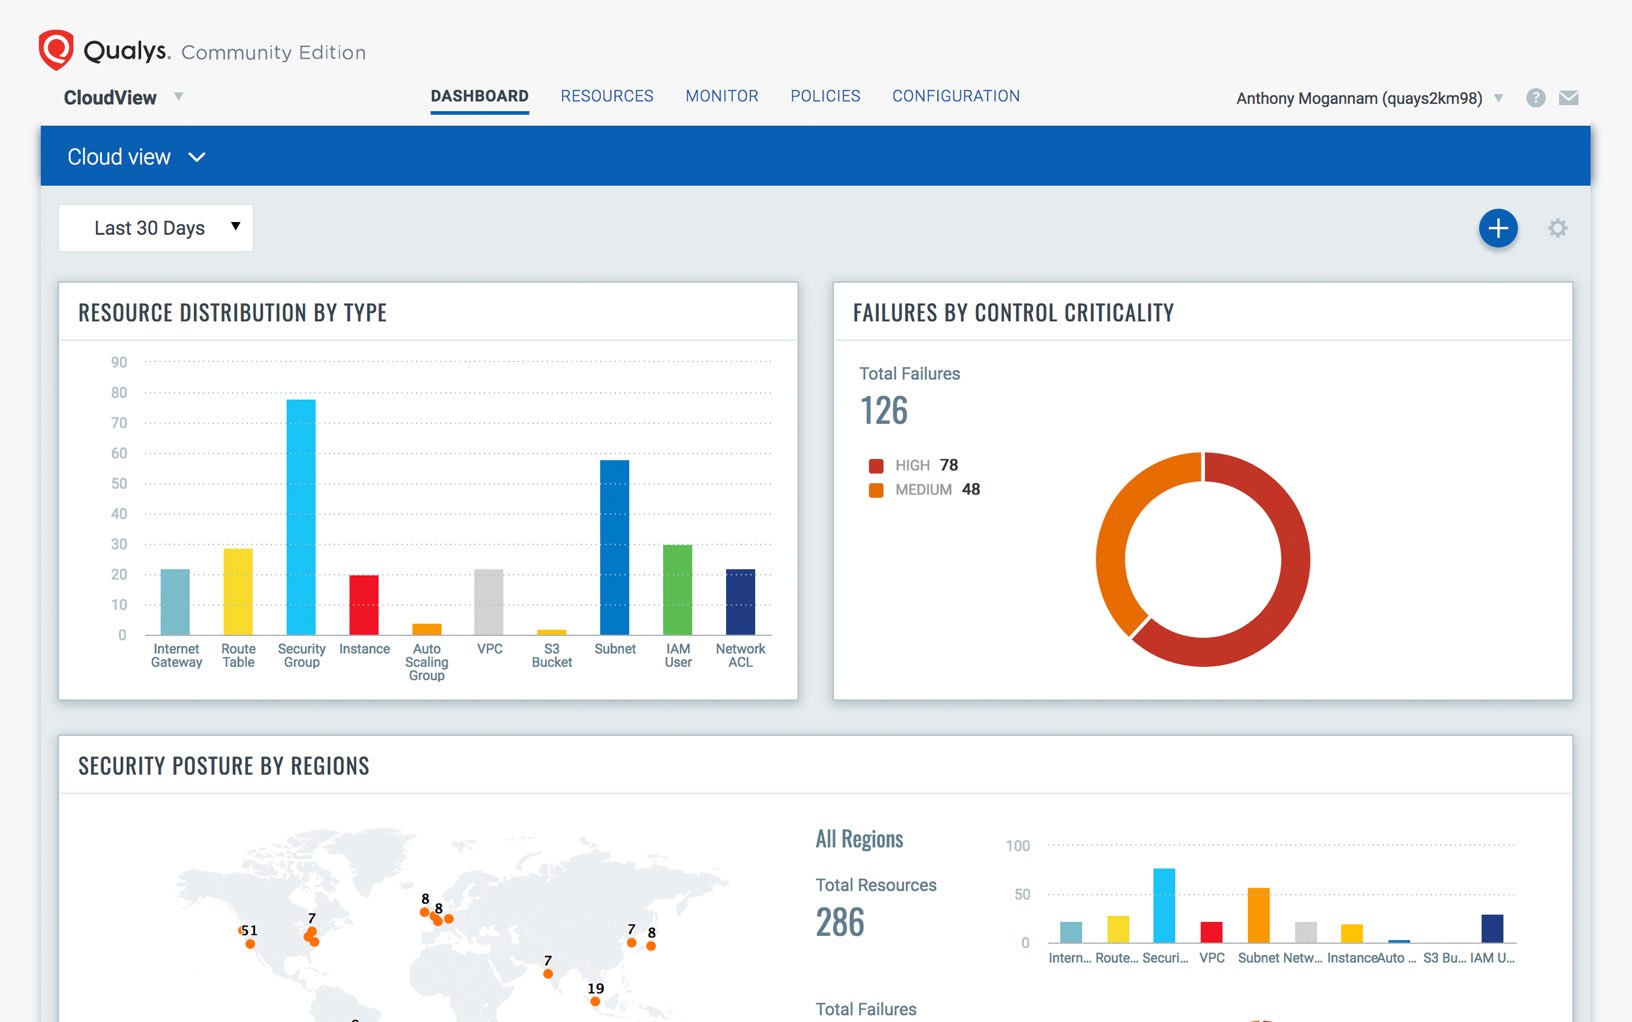 Qualys. Community Edition
CloudView
DASHBOARD RESOURCES MONITOR POLICIES CONFIGURATION
Anthony Mogannam (quays2km98)
?
Cloud view
Last 30 Days
RESOURCE DISTRIBUTION BY TYPE
90
80
70
60
50
40
30
20
10
0
Internet Gateway
Route Table
Security Group
Instance
Auto Scaling Group
VPC
S3 Bucket
Subnet
IAM User
Network ACL
FAILURES BY CONTROL CRITICALITY
Total Failures
126
HIGH 78
MEDIUM 48
SECURITY POSTURE BY REGIONS
51
7
8
8
7
19
7
8
All Regions
Total Resources
286
Total Failures
100
50
0
Intern... Route... Securi... VPC Subnet Netw... Instance Auto ... S3 Bu... IAM U...